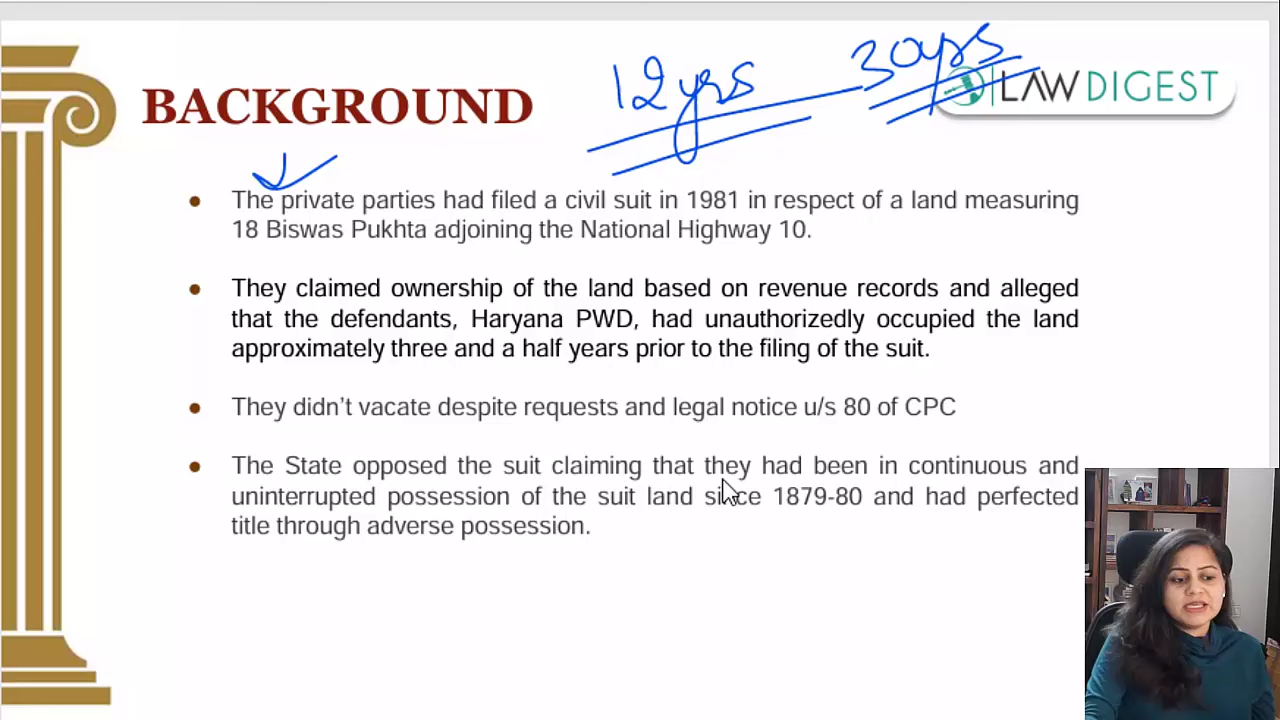 12 yrs 30 yrs
LAW DIGEST
BACKGROUND
• The private parties had filed a civil suit in 1981 in respect of a land measuring
18 Biswas Pukhta adjoining the National Highway 10.
• They claimed ownership of the land based on revenue records and alleged
that the defendants, Haryana PWD, had unauthorizedly occupied the land
approximately three and a half years prior to the filing of the suit.
• They didn’t vacate despite requests and legal notice u/s 80 of CPC
• The State opposed the suit claiming that they had been in continuous and
uninterrupted possession of the suit land since 1879-80 and had perfected
title through adverse possession.